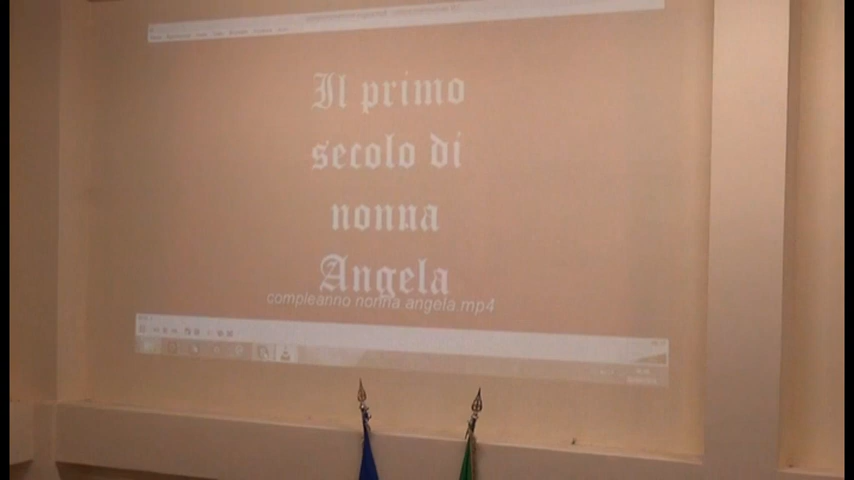 Il primo
secolo di
nonna
Angela
compleanno nonna angela.mp4